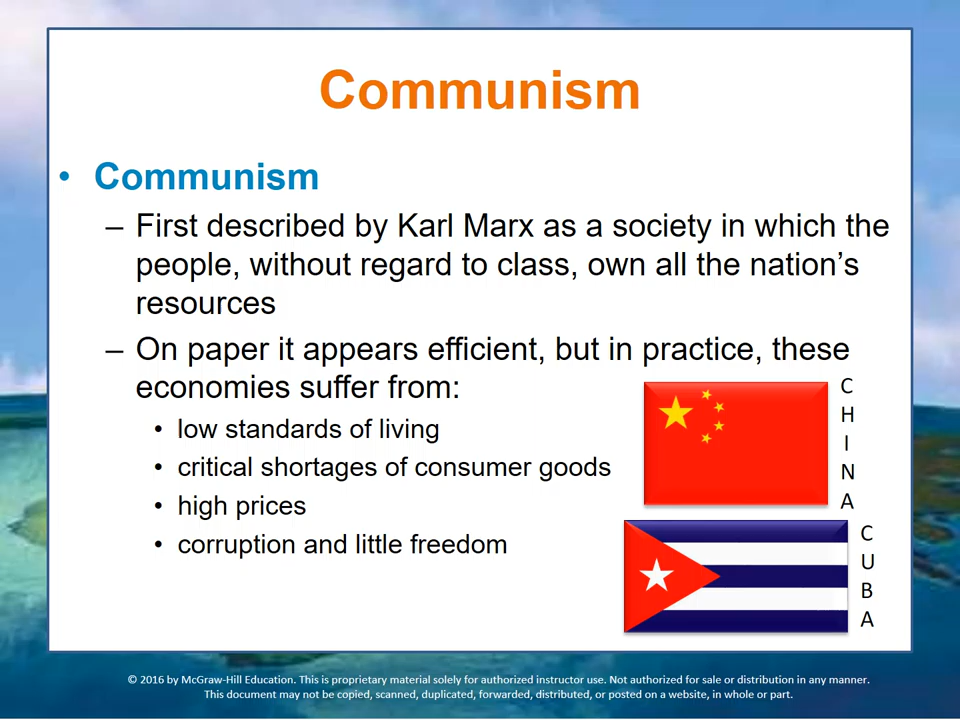 Communism
• Communism
– First described by Karl Marx as a society in which the
people, without regard to class, own all the nation’s
resources
– On paper it appears efficient, but in practice, these
economies suffer from:
• low standards of living
• critical shortages of consumer goods
• high prices
• corruption and little freedom
C
H
I
N
A
C
U
B
A
© 2016 by McGraw-Hill Education. This is proprietary material solely for authorized instructor use. Not authorized for sale or distribution in any manner.
This document may not be copied, scanned, duplicated, forwarded, distributed, or posted on a website, in whole or part.